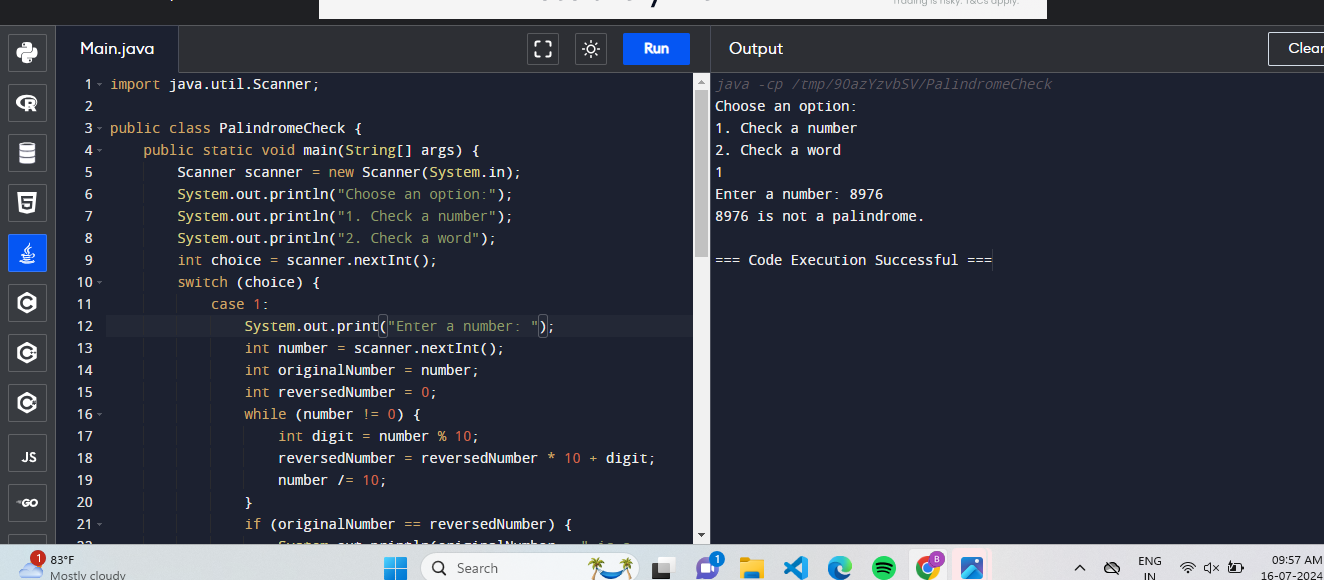 Trading is risky. T&Cs apply.
Main.java
Run
Output
Clear
1 import java.util.Scanner;
2
3 public class PalindromeCheck {
4 public static void main(String[] args) {
5 Scanner scanner = new Scanner(System.in);
6 System.out.println("Choose an option:");
7 System.out.println("1. Check a number");
8 System.out.println("2. Check a word");
9 int choice = scanner.nextInt();
10 switch (choice) {
11 case 1:
12 System.out.print("Enter a number: ");
13 int number = scanner.nextInt();
14 int originalNumber = number;
15 int reversedNumber = 0;
16 while (number != 0) {
17 int digit = number % 10;
18 reversedNumber = reversedNumber * 10 + digit;
19 number /= 10;
20 }
21 if (originalNumber == reversedNumber) {
22 System.out.println(originalNumber + " is a
java -cp /tmp/9OazYzvbSV/PalindromeCheck
Choose an option:
1. Check a number
2. Check a word
1
Enter a number: 8976
8976 is not a palindrome.
=== Code Execution Successful ===
JS
GO
1
83°F
Mostly cloudy
Search
1
B
ENG
IN
09:57 AM
16-07-2024